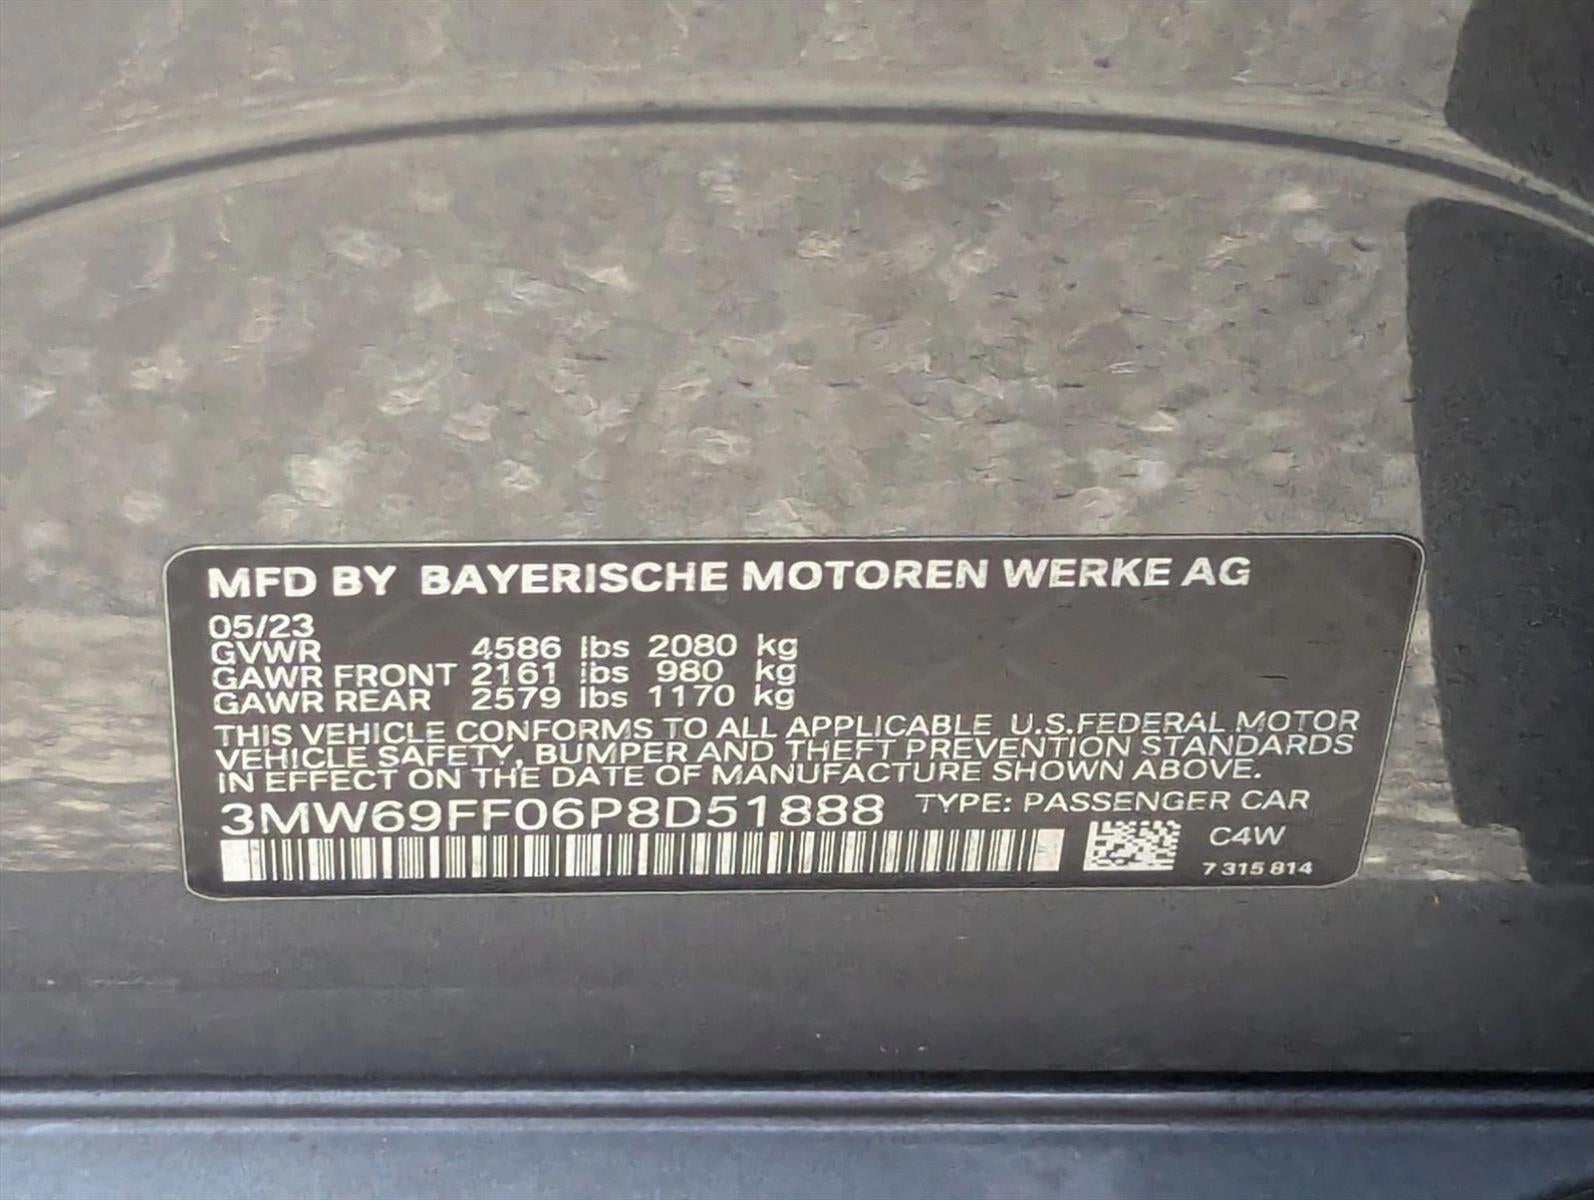 MFD BY BAYERISCHE MOTOREN WERKE AG
05/23
GVWR 4586 lbs 2080 kg
GAWR FRONT 2161 lbs 980 kg
GAWR REAR 2579 lbs 1170 kg
THIS VEHICLE CONFORMS TO ALL APPLICABLE U.S.FEDERAL MOTOR
VEHICLE SAFETY, BUMPER AND THEFT PREVENTION STANDARDS
IN EFFECT ON THE DATE OF MANUFACTURE SHOWN ABOVE.
3MW69FF06P8D51888 TYPE: PASSENGER CAR
C4W
7 315 814